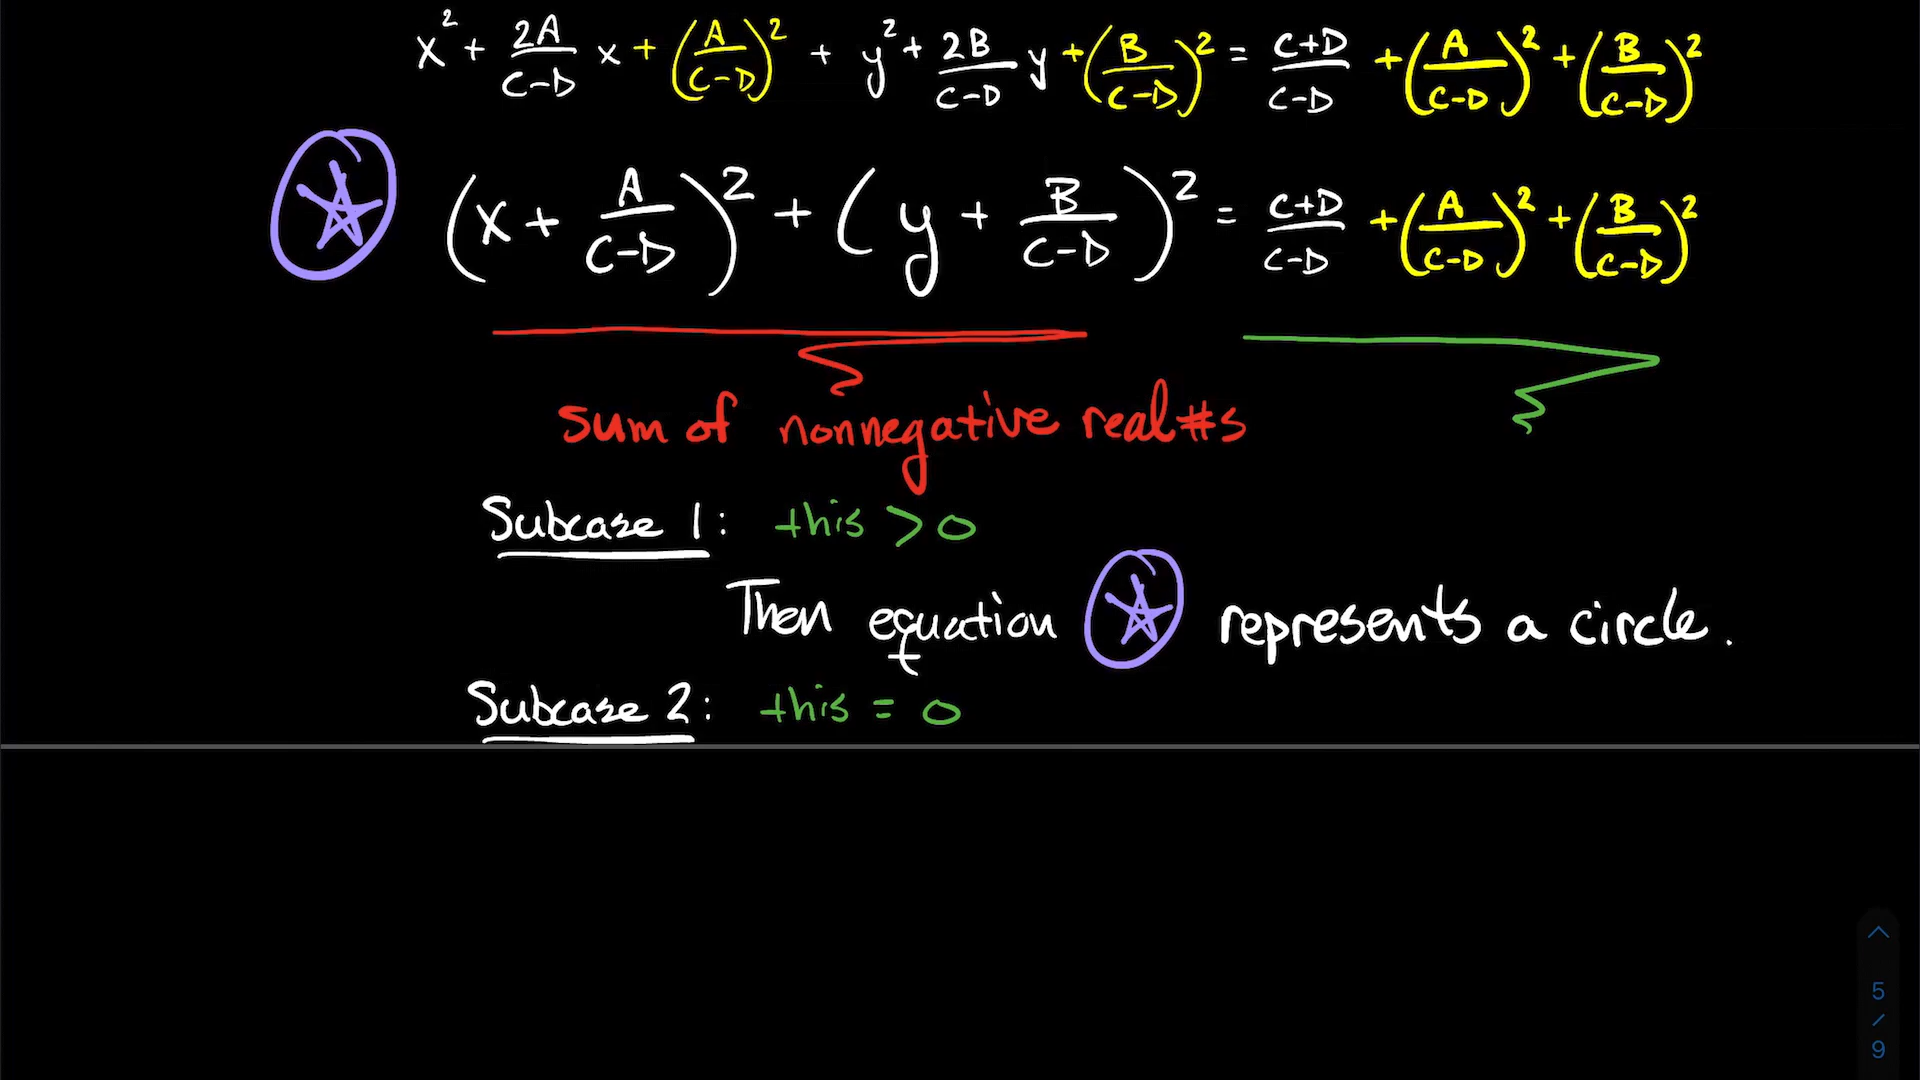 x² + 2A/(C-D) x + (A/(C-D))² + y² + 2B/(C-D) y + (B/(C-D))² = (C+D)/(C-D) + (A/(C-D))² + (B/(C-D))²
(x + A/(C-D))² + (y + B/(C-D))² = (C+D)/(C-D) + (A/(C-D))² + (B/(C-D))²
sum of nonnegative real #s
Subcase 1: this > 0
Then equation ☆ represents a circle.
Subcase 2: this = 0
5
/
9